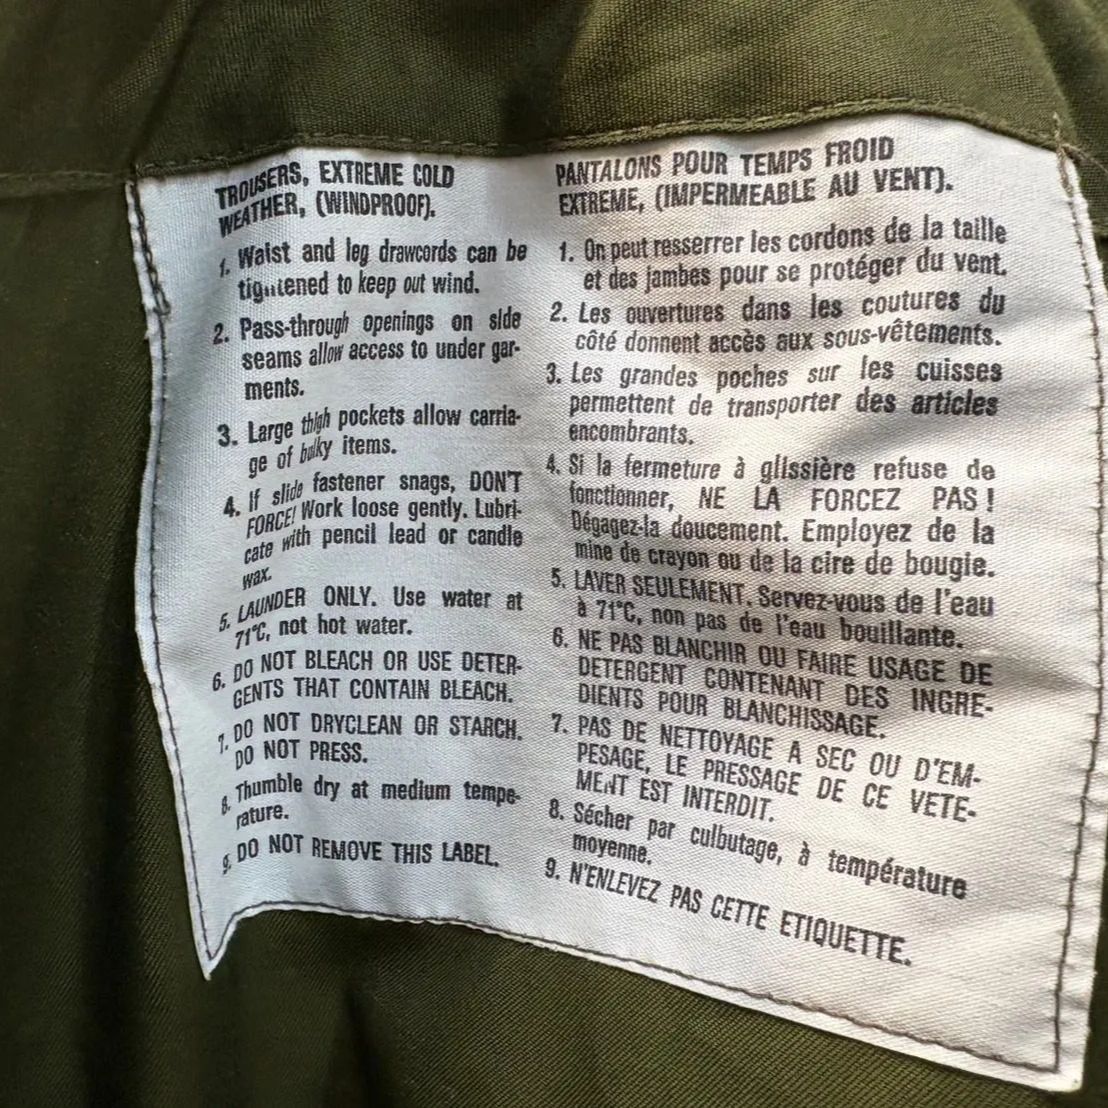 TROUSERS, EXTREME COLD
WEATHER, (WINDPROOF).
1. Waist and leg drawcords can be
tightened to keep out wind.
2. Pass-through openings on side
seams allow access to under gar-
ments.
3. Large thigh pockets allow carria-
ge of bulky items.
4. If slide fastener snags, DON'T
FORCE! Work loose gently. Lubri-
cate with pencil lead or candle
wax.
5. LAUNDER ONLY. Use water at
71°C, not hot water.
6. DO NOT BLEACH OR USE DETER-
GENTS THAT CONTAIN BLEACH.
7. DO NOT DRYCLEAN OR STARCH.
DO NOT PRESS.
8. Thumble dry at medium tempe-
rature.
9. DO NOT REMOVE THIS LABEL.
PANTALONS POUR TEMPS FROID
EXTREME, (IMPERMEABLE AU VENT).
1. On peut resserrer les cordons de la taille
et des jambes pour se protéger du vent.
2. Les ouvertures dans les coutures du
côté donnent accès aux sous-vêtements.
3. Les grandes poches sur les cuisses
permettent de transporter des articles
encombrants.
4. Si la fermeture à glissière refuse de
fonctionner, NE LA FORCEZ PAS!
Dégagez-la doucement. Employez de la
mine de crayon ou de la cire de bougie.
5. LAVER SEULEMENT. Servez-vous de l'eau
à 71°C, non pas de l'eau bouillante.
6. NE PAS BLANCHIR OU FAIRE USAGE DE
DETERGENT CONTENANT DES INGRE-
DIENTS POUR BLANCHISSAGE.
7. PAS DE NETTOYAGE A SEC OU D'EM-
PESAGE, LE PRESSAGE DE CE VETE-
MENT EST INTERDIT.
8. Sécher par culbutage, à température
moyenne.
9. N'ENLEVEZ PAS CETTE ETIQUETTE.